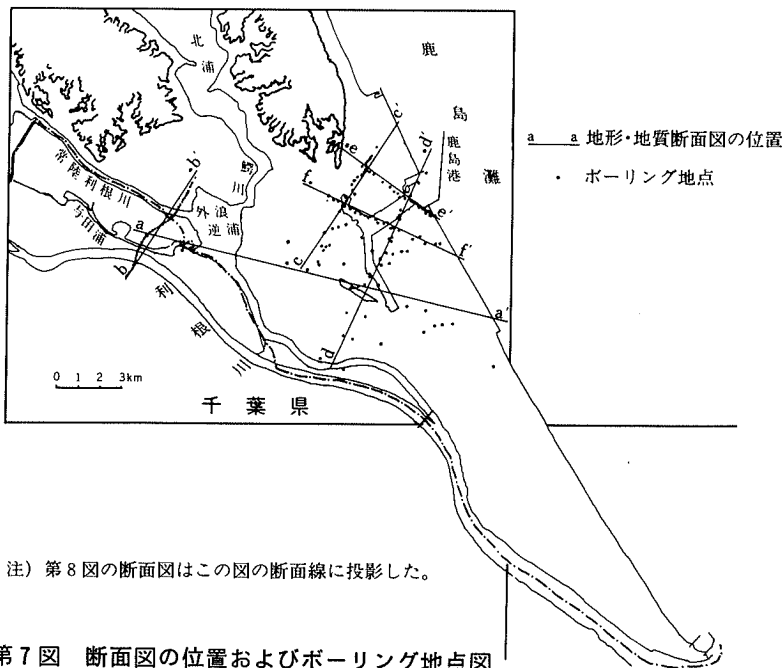 北浦
鹿島灘
鹿島港
鰐川
外浪逆浦
常陸利根川
与田浦
利根川
千葉県
a
a'
b
b'
c
c'
d
d'
e
e'
f
f'
0 1 2 3km
a a 地形・地質断面図の位置
・ ボーリング地点
注) 第8図の断面図はこの図の断面線に投影した。
第7図 断面図の位置およびボーリング地点図